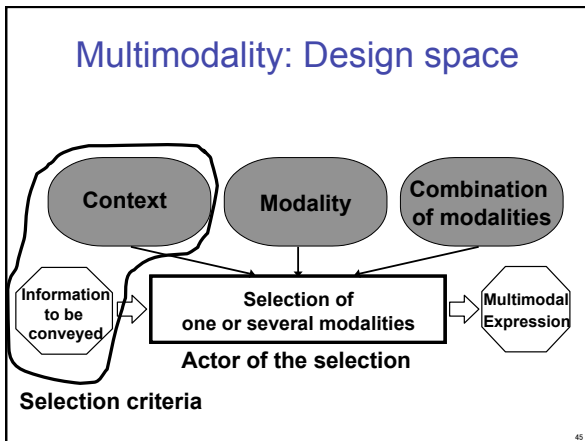 Multimodality: Design space
Context
Modality
Combination
of modalities
Information
to be
conveyed
Selection of
one or several modalities
Multimodal
Expression
Actor of the selection
Selection criteria
45